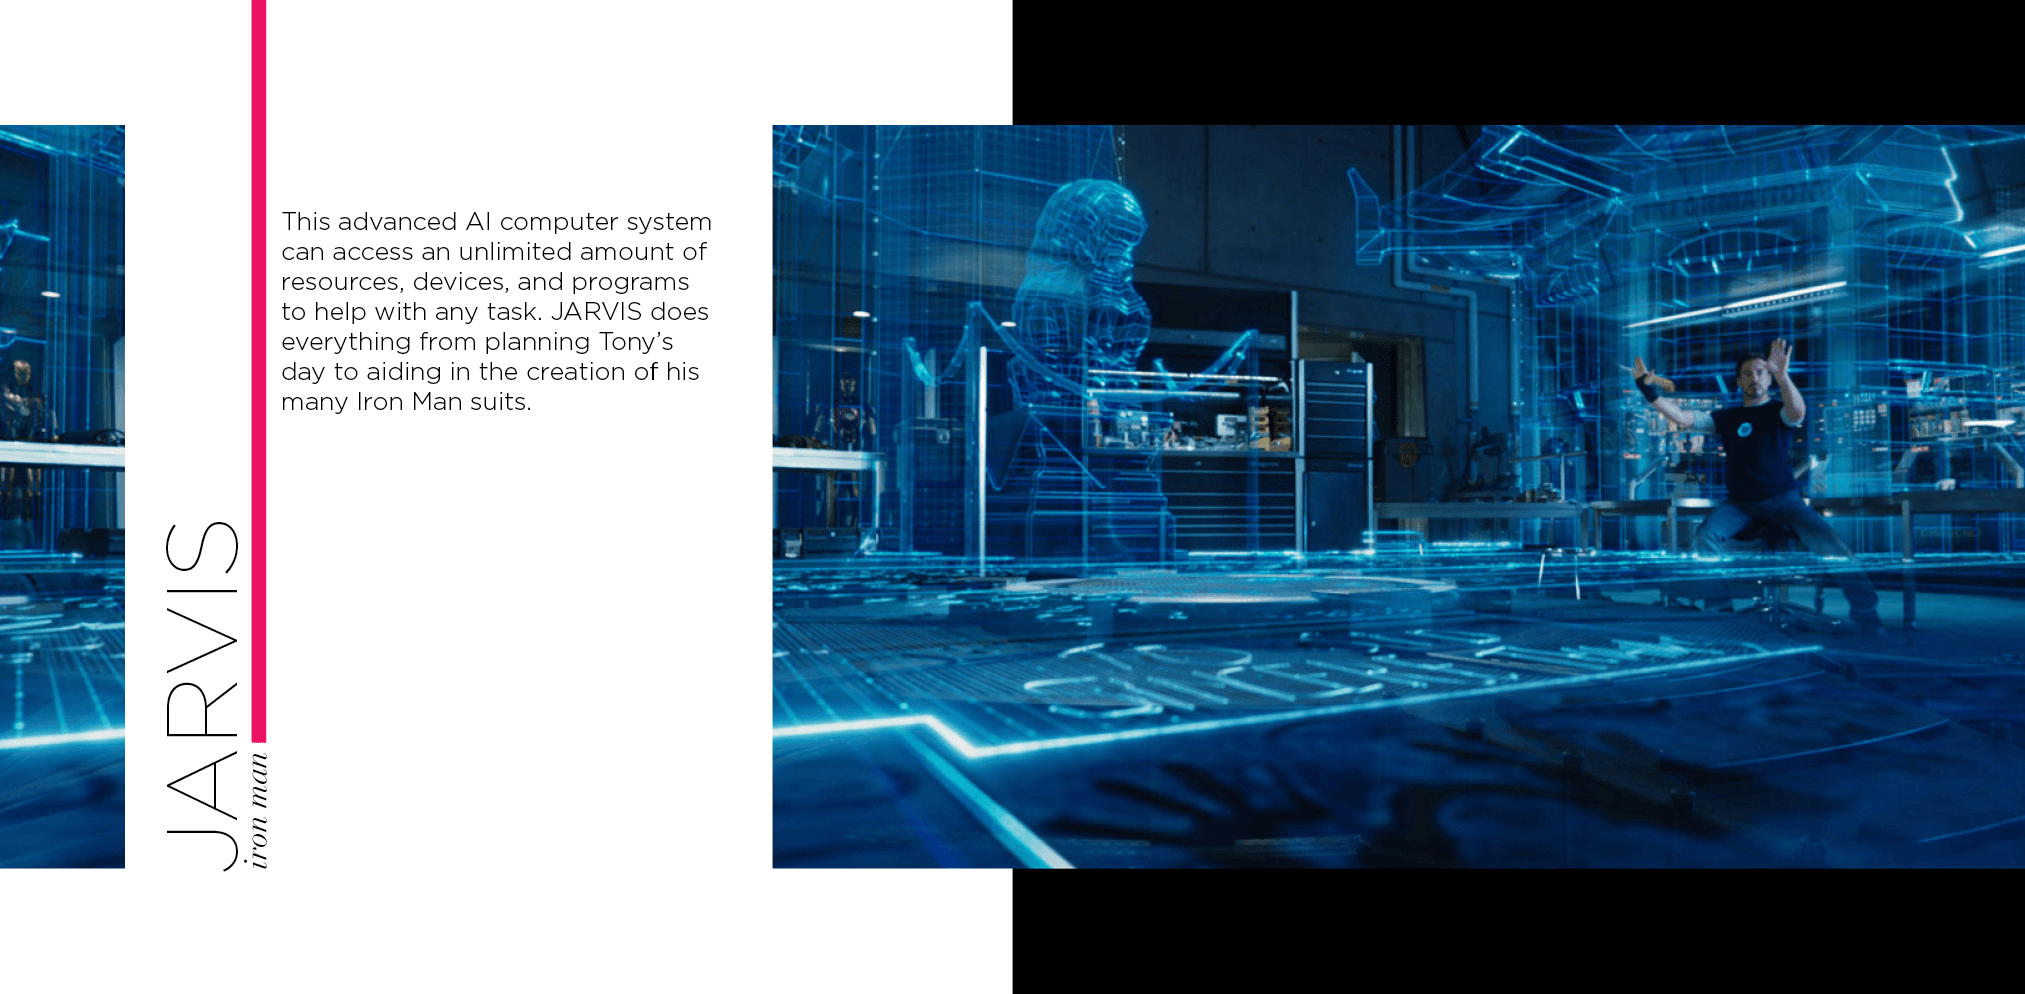 This advanced AI computer system
can access an unlimited amount of
resources, devices, and programs
to help with any task. JARVIS does
everything from planning Tony’s
day to aiding in the creation of his
many Iron Man suits.
JARVIS
iron man
INFORMATION